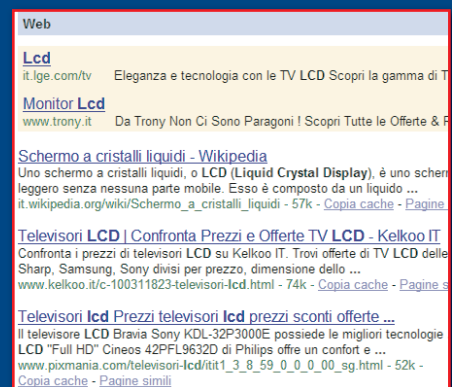 Web
Lcd
it.lge.com/tv Eleganza e tecnologia con le TV LCD Scopri la gamma di
Monitor Lcd
www.trony.it Da Trony Non Ci Sono Paragoni ! Scopri Tutte le Offerte &
Schermo a cristalli liquidi - Wikipedia
Uno schermo a cristalli liquidi, o LCD (Liquid Crystal Display), è uno
leggero senza nessuna parte mobile. Esso è composto da un liquido ...
it.wikipedia.org/wiki/Schermo_a_cristalli_liquidi - 57k - Copia cache - Pagine
Televisori LCD | Confronta Prezzi e Offerte TV LCD - Kelkoo IT
Confronta i prezzi di televisori LCD su Kelkoo IT. Trovi offerte di TV LCD delle
Sharp, Samsung, Sony divisi per prezzo, dimensione dello ...
www.kelkoo.it/c-100311823-televisori-lcd.html - 74k - Copia cache - Pagine
Televisori lcd Prezzi televisori lcd prezzi sconti offerte ...
Il televisore LCD Bravia Sony KDL-32P3000E possiede le migliori tecnologie
LCD "Full HD" Cineos 42PFL9632D di Philips offre un confort e ...
www.pixmania.com/televisori-lcd/itit1_3_8_59_0_0_0_00_sg.html - 52k -
Copia cache - Pagine simili